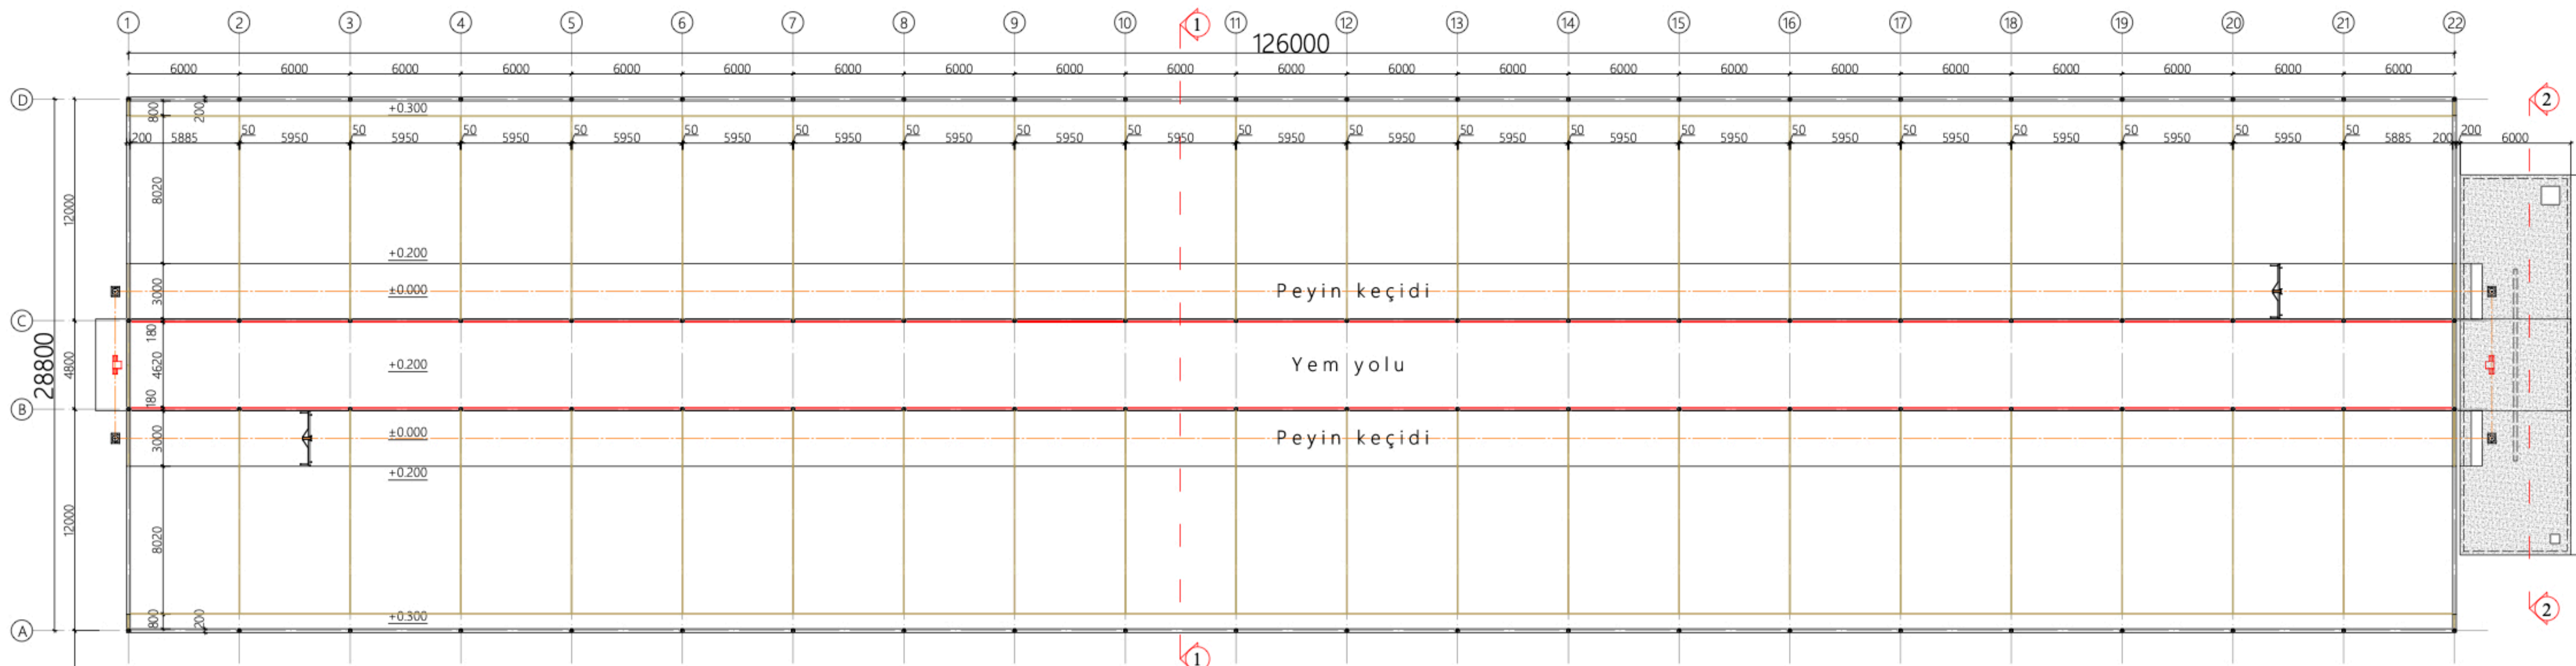 1 2 3 4 5 6 7 8 9 10 1 11 12 13 14 15 16 17 18 19 20 21 22
126000
6000 6000 6000 6000 6000 6000 6000 6000 6000 6000 6000 6000 6000 6000 6000 6000 6000 6000 6000 6000 6000
D 2
800 200 +0.300
50 50 50 50 50 50 50 50 50 50 50 50 50 50 50 50 50 50 50 50 200
200 5885 5950 5950 5950 5950 5950 5950 5950 5950 5950 5950 5950 5950 5950 5950 5950 5950 5950 5950 5950 5885 200 6000
12000 8020
+0.200
3000 ±0.000 Peyin keçidi
C
180
28800 4800 4620 +0.200 Yem yolu
B 180
3000 ±0.000 Peyin keçidi
+0.200
12000 8020
800 200 +0.300 2
A
1